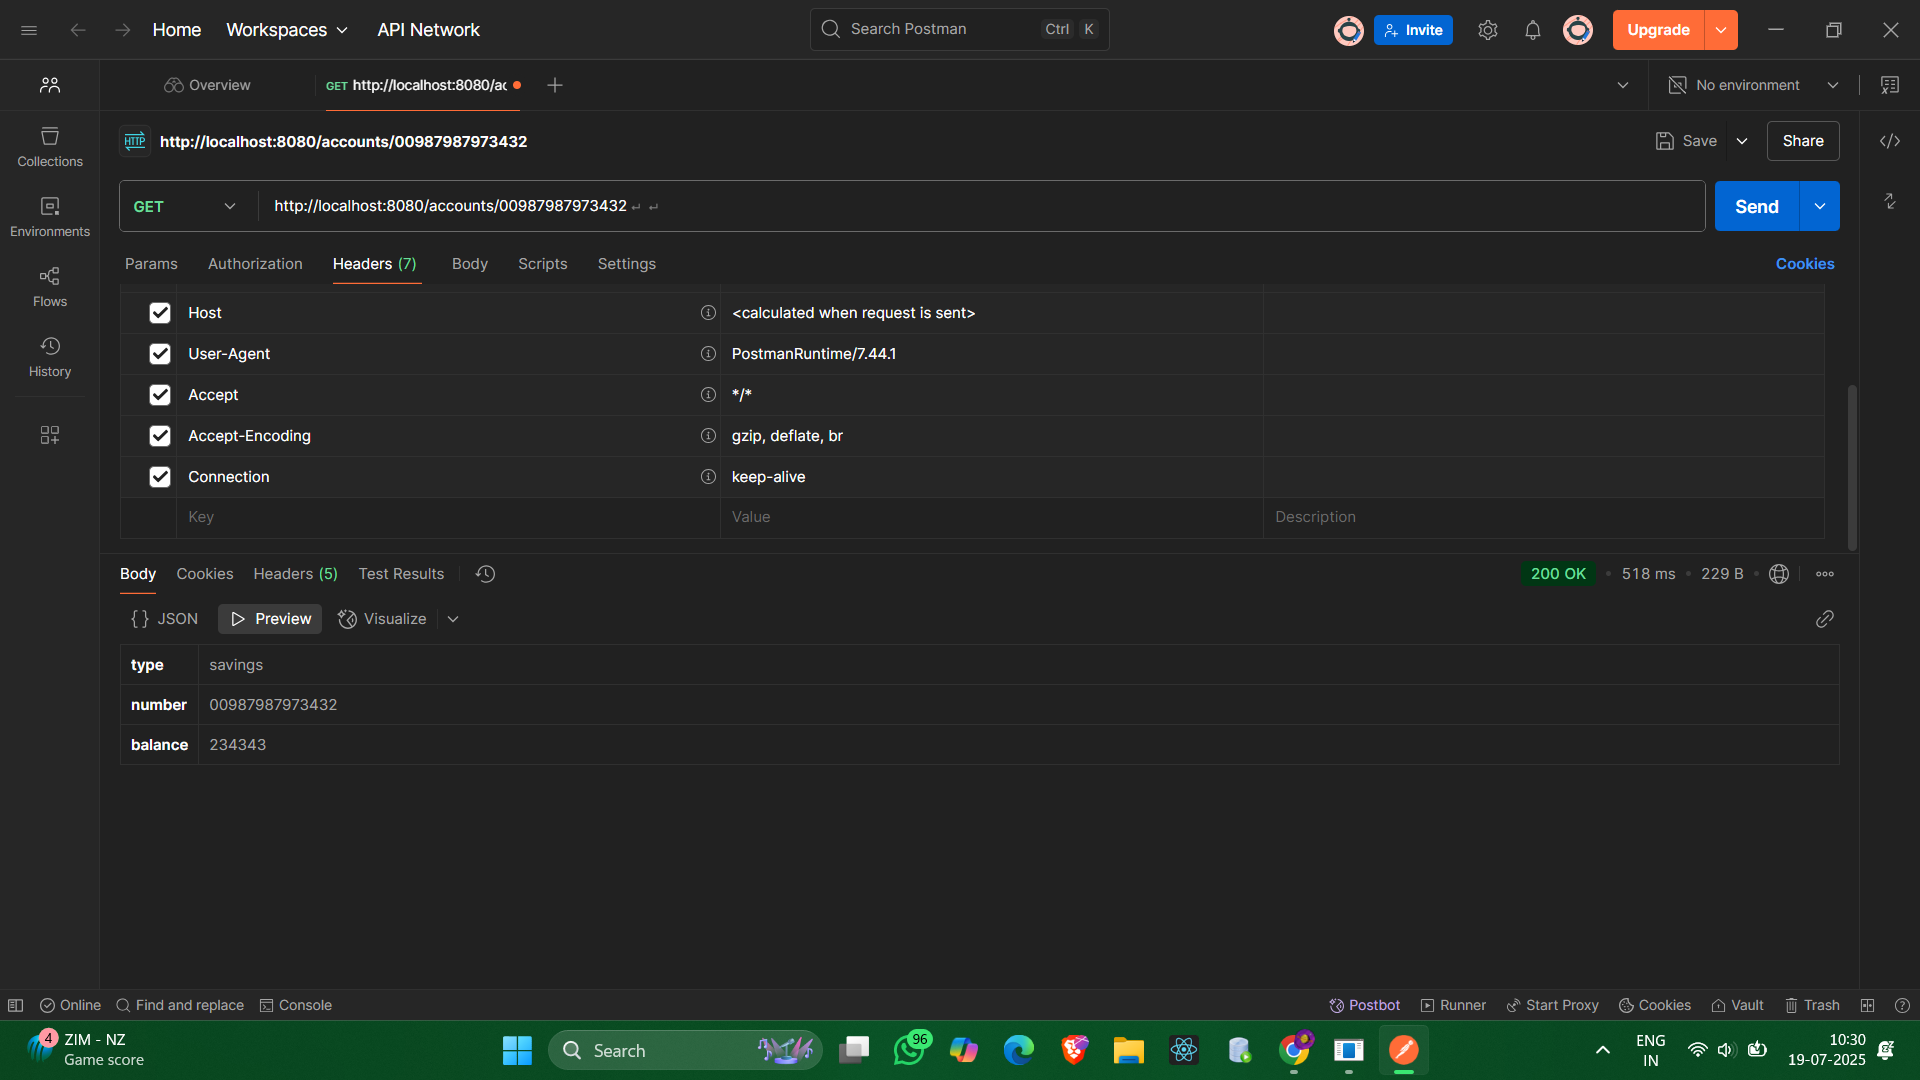 Home Workspaces API Network Search Postman Ctrl K Invite Upgrade
Overview GET http://localhost:8080/ac No environment
HTTP http://localhost:8080/accounts/00987987973432 Save Share
Collections
GET http://localhost:8080/accounts/00987987973432 Send
Environments
Params Authorization Headers (7) Body Scripts Settings Cookies
Flows
History
Host <calculated when request is sent>
User-Agent PostmanRuntime/7.44.1
Accept */*
Accept-Encoding gzip, deflate, br
Connection keep-alive
Key Value Description
Body Cookies Headers (5) Test Results 200 OK • 518 ms • 229 B •
{} JSON Preview Visualize
type savings
number 00987987973432
balance 234343
Online Find and replace Console Postbot Runner Start Proxy Cookies Vault Trash
4 ZIM - NZ
Game score
Search
96
ENG
IN
10:30
19-07-2025